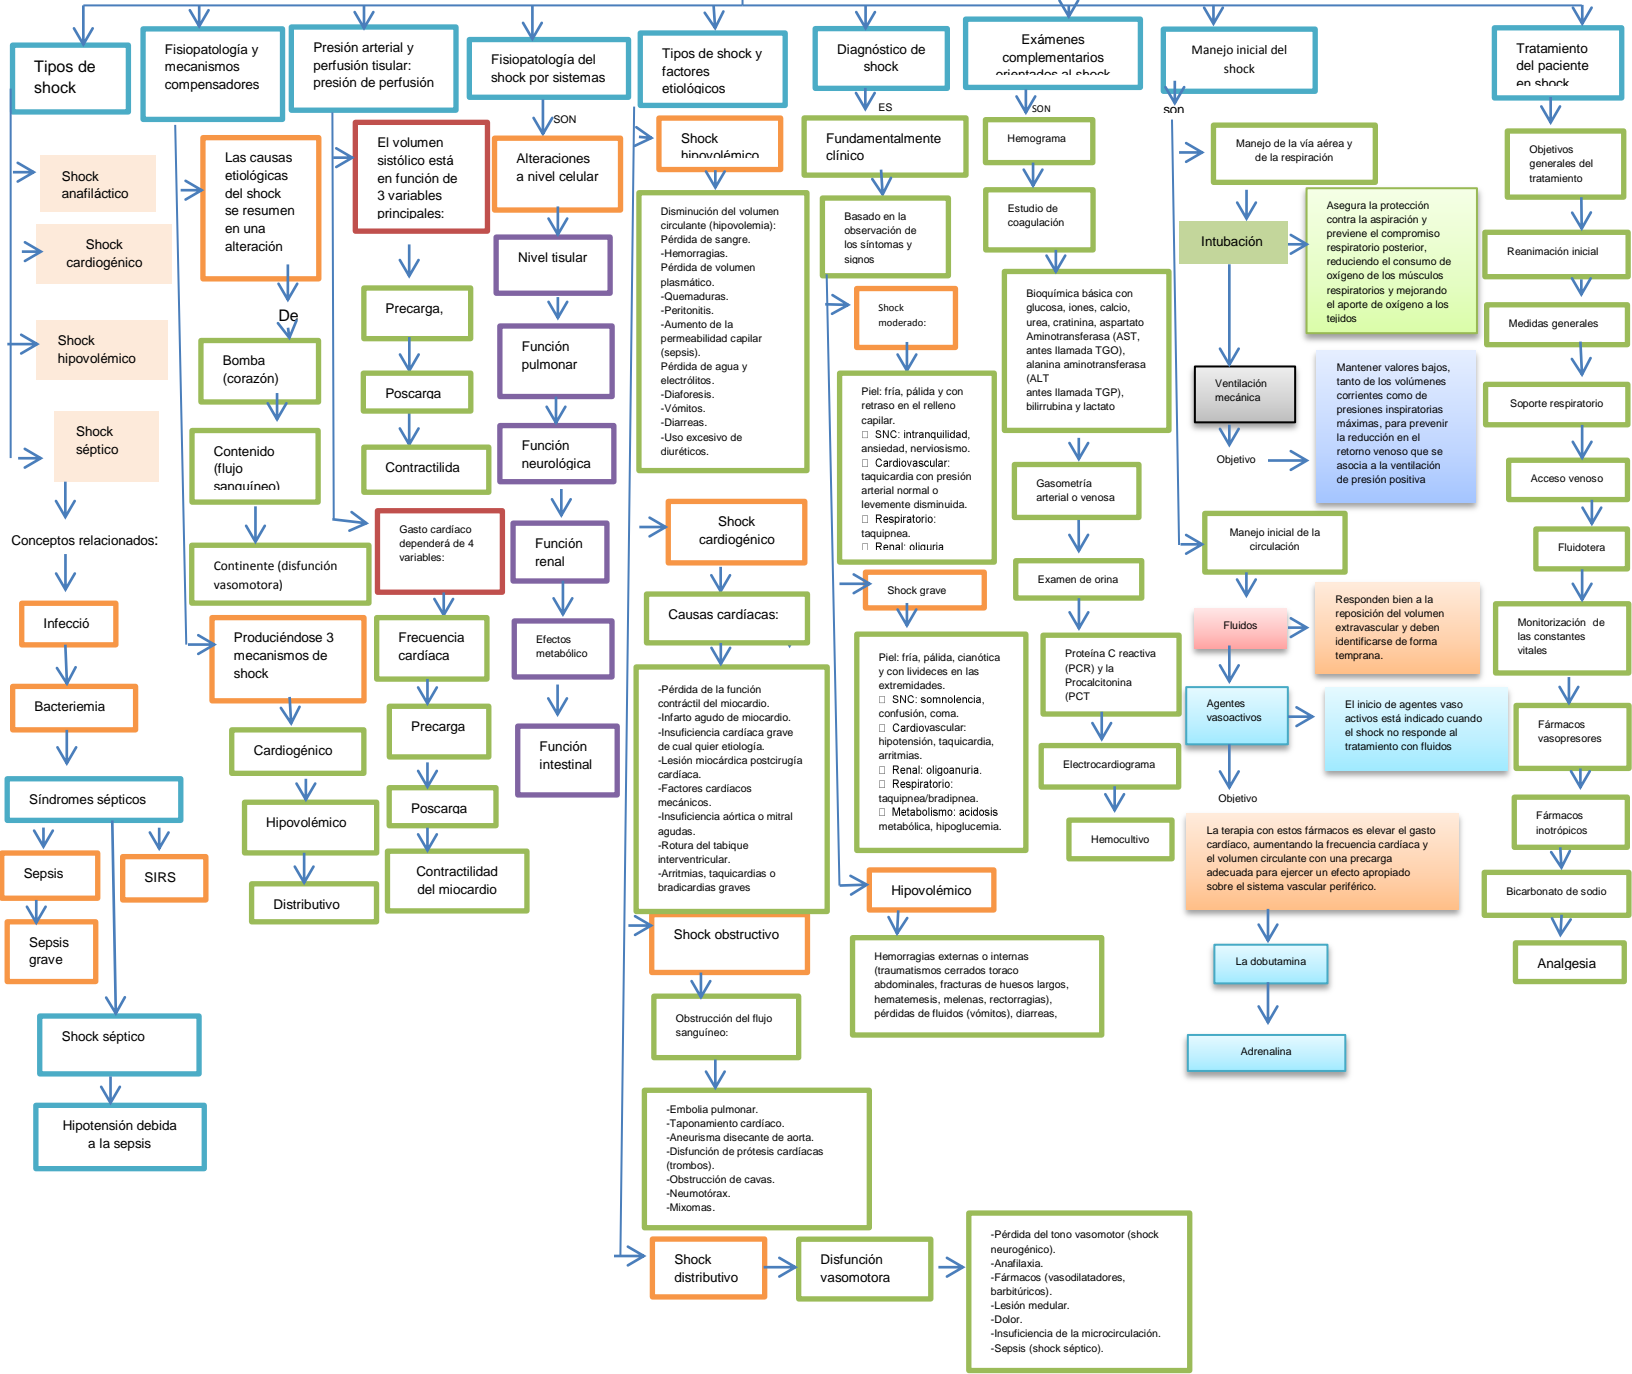 Tipos de
shock
Shock
anafiláctico
Shock
cardiogénico
Shock
hipovolémico
Shock
séptico
Conceptos relacionados:
Infecció
Bacteriemia
Síndromes sépticos
Sepsis
SIRS
Sepsis
grave
Shock séptico
Hipotensión debida
a la sepsis
Fisiopatología y
mecanismos
compensadores
Las causas
etiológicas
del shock
se resumen
en una
alteración
De
Bomba
(corazón)
Contenido
(flujo
sanguíneo)
Continente (disfunción
vasomotora)
Produciéndose 3
mecanismos de
shock
Cardiogénico
Hipovolémico
Distributivo
Presión arterial y
perfusión tisular:
presión de perfusión
El volumen
sistólico está
en función de
3 variables
principales:
Precarga,
Poscarga
Contractilida
Gasto cardíaco
dependerá de 4
variables:
Frecuencia
cardíaca
Precarga
Poscarga
Contractilidad
del miocardio
Fisiopatología del
shock por sistemas
SON
Alteraciones
a nivel celular
Nivel tisular
Función
pulmonar
Función
neurológica
Función
renal
Efectos
metabólico
Función
intestinal
Tipos de shock y
factores
etiológicos
Shock
hipovolémico
Disminución del volumen
circulante (hipovolemia):
Pérdida de sangre.
-Hemorragias.
Pérdida de volumen
plasmático.
-Quemaduras.
-Peritonitis.
-Aumento de la
permeabilidad capilar
(sepsis).
Pérdida de agua y
electrólitos.
-Diaforesis.
-Vómitos.
-Diarreas.
-Uso excesivo de
diuréticos.
Shock
cardiogénico
Causas cardíacas:
-Pérdida de la función
contráctil del miocardio.
-Infarto agudo de miocardio.
-Insuficiencia cardíaca grave
de cual quier etiología.
-Lesión miocárdica postcirugía
cardíaca.
-Factores cardíacos
mecánicos.
-Insuficiencia aórtica o mitral
agudas.
-Rotura del tabique
interventricular.
-Arritmias, taquicardias o
bradicardias graves
Shock obstructivo
Obstrucción del flujo
sanguíneo:
-Embolia pulmonar.
-Taponamiento cardíaco.
-Aneurisma disecante de aorta.
-Disfunción de prótesis cardíacas
(trombos).
-Obstrucción de cavas.
-Neumotórax.
-Mixomas.
Shock
distributivo
Disfunción
vasomotora
-Pérdida del tono vasomotor (shock
neurogénico).
-Anafilaxia.
-Fármacos (vasodilatadores,
barbitúricos).
-Lesión medular.
-Dolor.
-Insuficiencia de la microcirculación.
-Sepsis (shock séptico).
Diagnóstico de
shock
ES
Fundamentalmente
clínico
Basado en la
observación de
los síntomas y
signos
Shock
moderado:
Piel: fría, pálida y con
retraso en el relleno
capilar.
SNC: intranquilidad,
ansiedad, nerviosismo.
Cardiovascular:
taquicardia con presión
arterial normal o
levemente disminuida.
Respiratorio:
taquipnea.
Renal: oliguria
Shock grave
Piel: fría, pálida, cianótica
y con livideces en las
extremidades.
SNC: somnolencia,
confusión, coma.
Cardiovascular:
hipotensión, taquicardia,
arritmias.
Renal: oligoanuria.
Respiratorio:
taquipnea/bradipnea.
Metabolismo: acidosis
metabólica, hipoglucemia.
Hipovolémico
Hemorragias externas o internas
(traumatismos cerrados toraco
abdominales, fracturas de huesos largos,
hematemesis, melenas, rectorragias),
pérdidas de fluidos (vómitos), diarreas,
Exámenes
complementarios
orientados al shock
SON
Hemograma
Estudio de
coagulación
Bioquímica básica con
glucosa, iones, calcio,
urea, cratinina, aspartato
Aminotransferasa (AST,
antes llamada TGO),
alanina aminotransferasa
(ALT
antes llamada TGP),
bilirrubina y lactato
Gasometría
arterial o venosa
Examen de orina
Proteína C reactiva
(PCR) y la
Procalcitonina
(PCT
Electrocardiograma
Hemocultivo
Manejo inicial del
shock
son
Manejo de la vía aérea y
de la respiración
Intubación
Asegura la protección
contra la aspiración y
previene el compromiso
respiratorio posterior,
reduciendo el consumo de
oxígeno de los músculos
respiratorios y mejorando
el aporte de oxígeno a los
tejidos
Ventilación
mecánica
Objetivo
Mantener valores bajos,
tanto de los volúmenes
corrientes como de
presiones inspiratorias
máximas, para prevenir
la reducción en el
retorno venoso que se
asocia a la ventilación
de presión positiva
Manejo inicial de la
circulación
Fluidos
Responden bien a la
reposición del volumen
extravascular y deben
identificarse de forma
temprana.
Agentes
vasoactivos
El inicio de agentes vaso
activos está indicado cuando
el shock no responde al
tratamiento con fluidos
Objetivo
La terapia con estos fármacos es elevar el gasto
cardíaco, aumentando la frecuencia cardíaca y
el volumen circulante con una precarga
adecuada para ejercer un efecto apropiado
sobre el sistema vascular periférico.
La dobutamina
Adrenalina
Tratamiento
del paciente
en shock
Objetivos
generales del
tratamiento
Reanimación inicial
Medidas generales
Soporte respiratorio
Acceso venoso
Fluidotera
Monitorización de
las constantes
vitales
Fármacos
vasopresores
Fármacos
inotrópicos
Bicarbonato de sodio
Analgesia